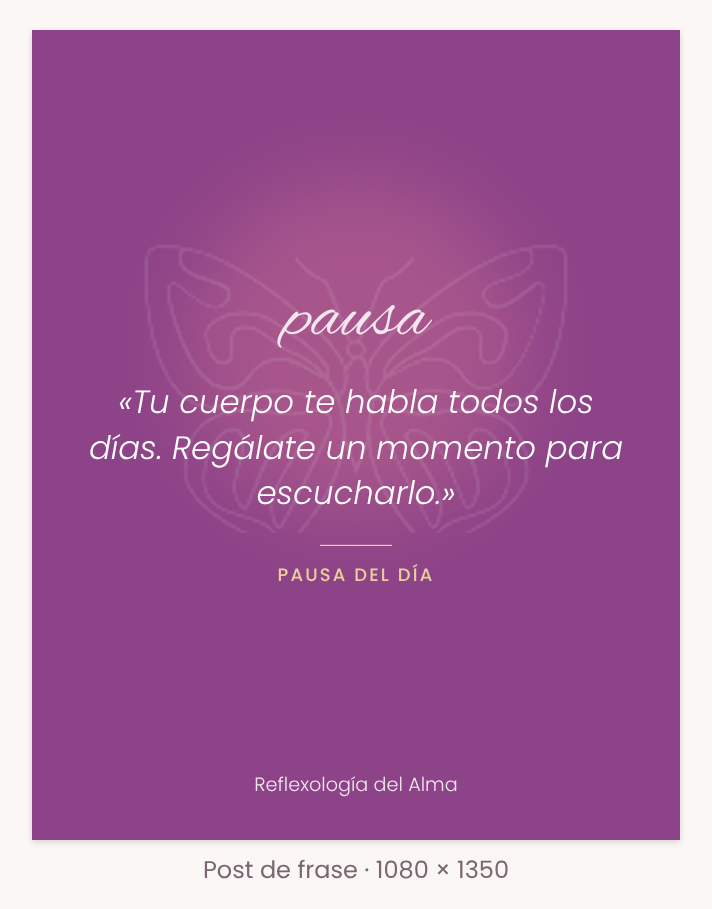 pausa
«Tu cuerpo te habla todos los
días. Regálate un momento para
escucharlo.»
PAUSA DEL DÍA
Reflexología del Alma
Post de frase · 1080 × 1350